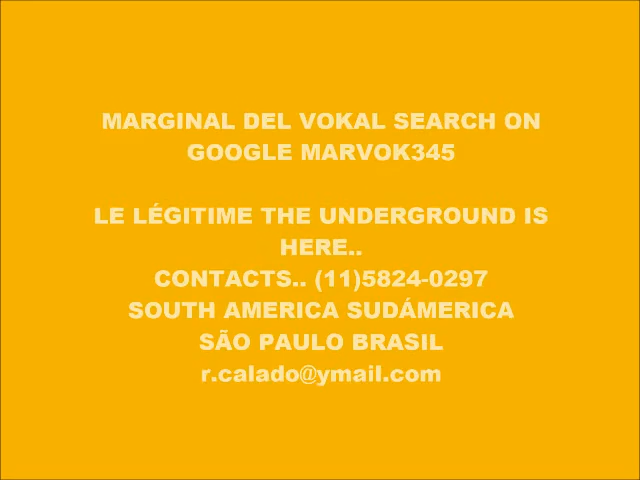 MARGINAL DEL VOKAL SEARCH ON
GOOGLE MARVOK345
LE LÉGITIME THE UNDERGROUND IS
HERE..
CONTACTS.. (11)5824-0297
SOUTH AMERICA SUDÁMERICA
SÃO PAULO BRASIL
r.calado@ymail.com